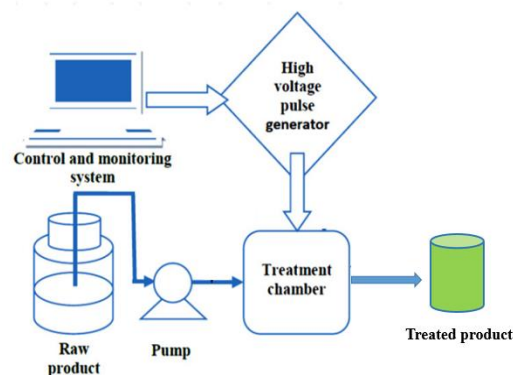 High
voltage
pulse
generator
Control and monitoring
system
Treatment
chamber
Raw
product
Pump
Treated product